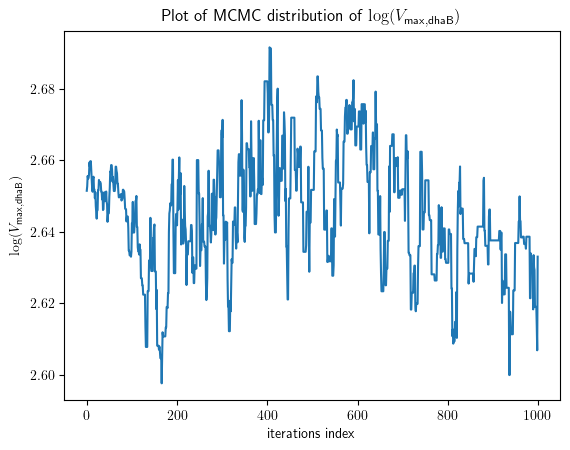 Plot of MCMC distribution of log(V_max,dhaB)
log(V_max,dhaB)
2.68
2.66
2.64
2.62
2.60
0 200 400 600 800 1000
iterations index